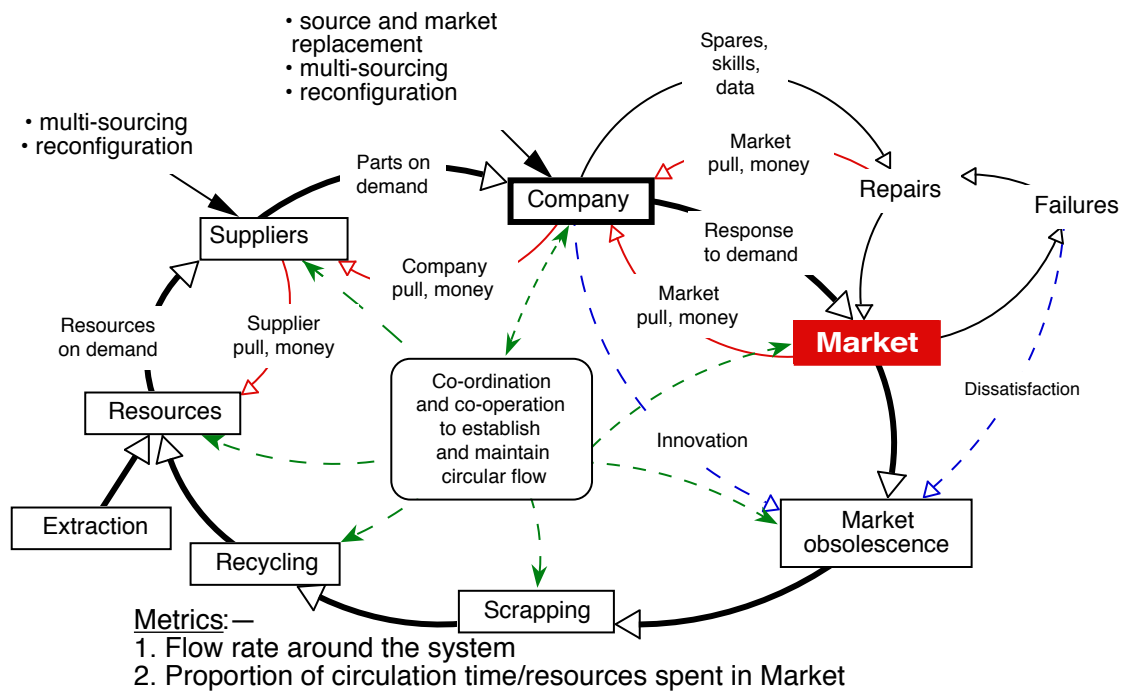 • source and market
replacement
• multi-sourcing
• reconfiguration
Spares,
skills,
data
• multi-sourcing
• reconfiguration
Parts on
demand
Market
pull, money
Company
Repairs
Failures
Suppliers
Response
to demand
Company
pull, money
Market
pull, money
Resources
on demand
Supplier
pull, money
Market
Co-ordination
and co-operation
to establish
and maintain
circular flow
Dissatisfaction
Resources
Innovation
Extraction
Market
obsolescence
Recycling
Scrapping
Metrics:—
1. Flow rate around the system
2. Proportion of circulation time/resources spent in Market